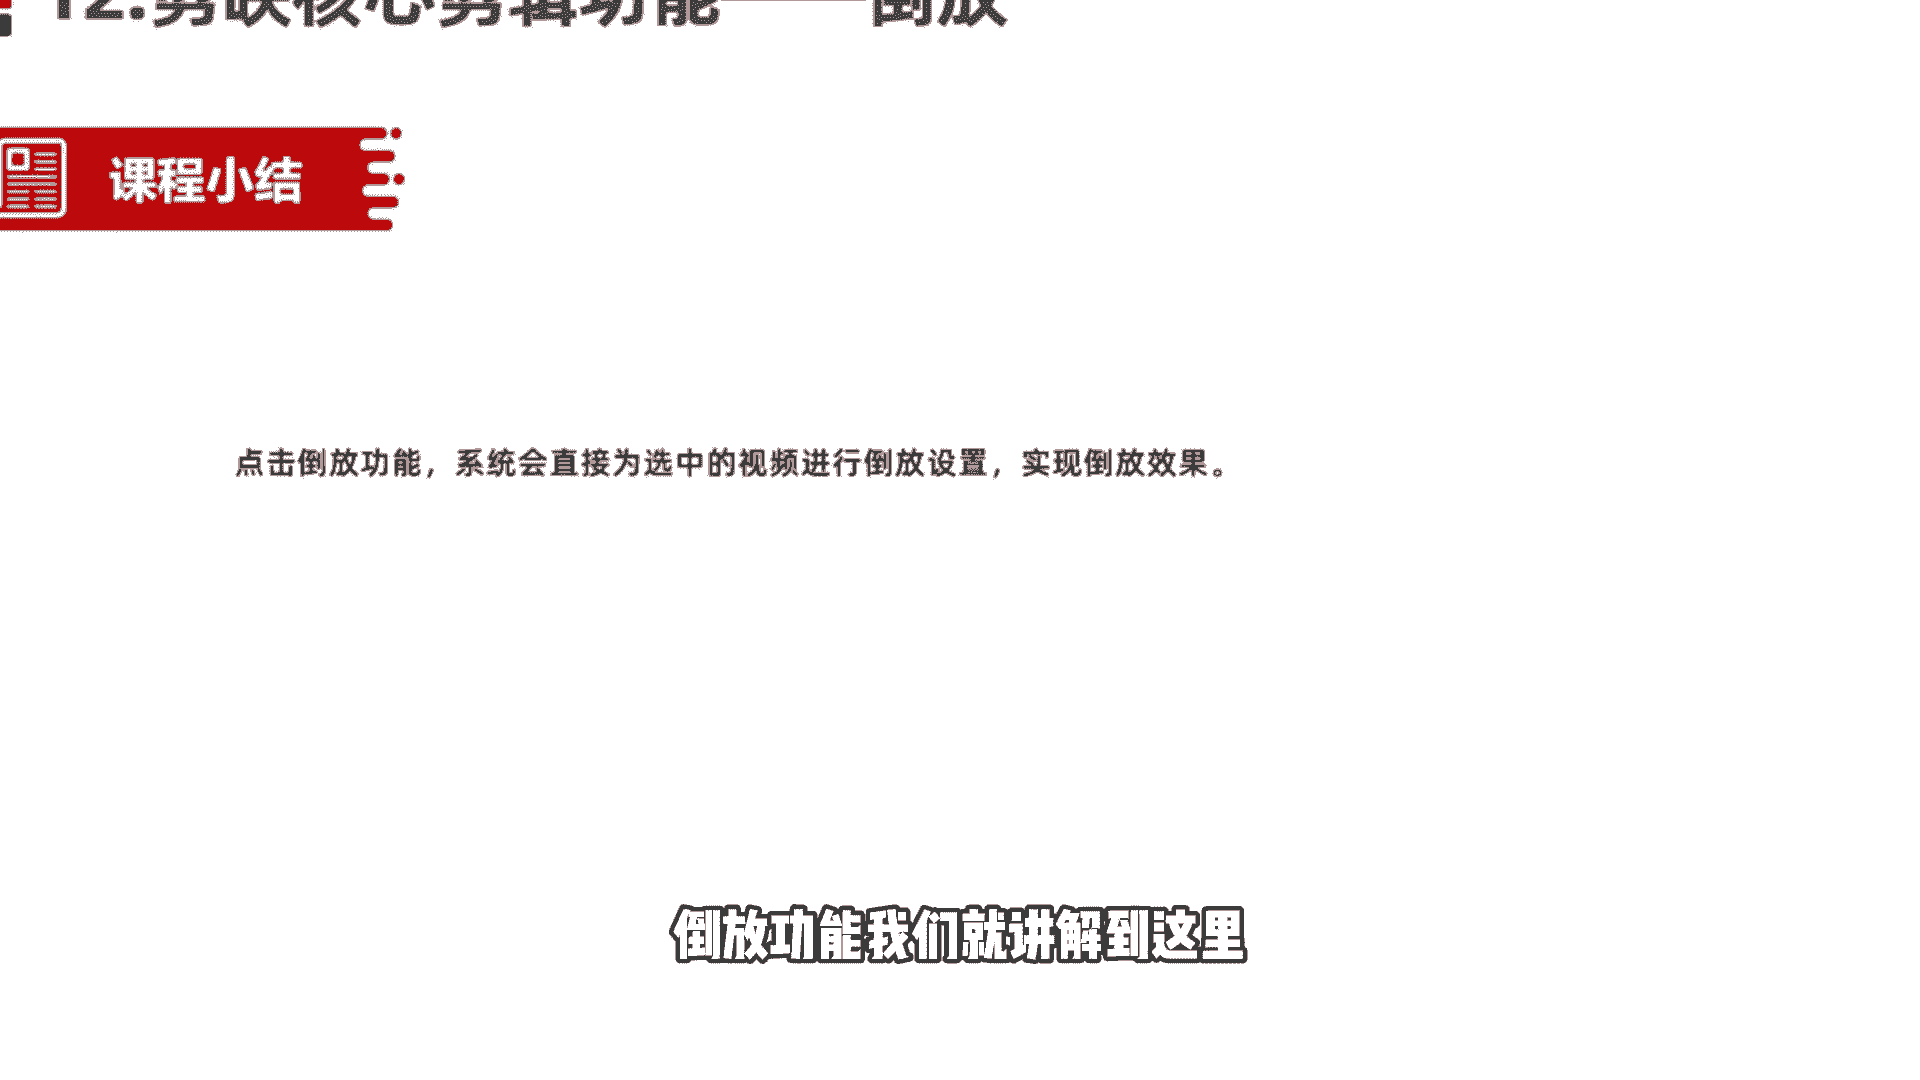 12.剪映核心剪辑功能——倒放
课程小结
点击倒放功能，系统会直接为选中的视频进行倒放设置，实现倒放效果。
倒放功能我们就讲解到这里